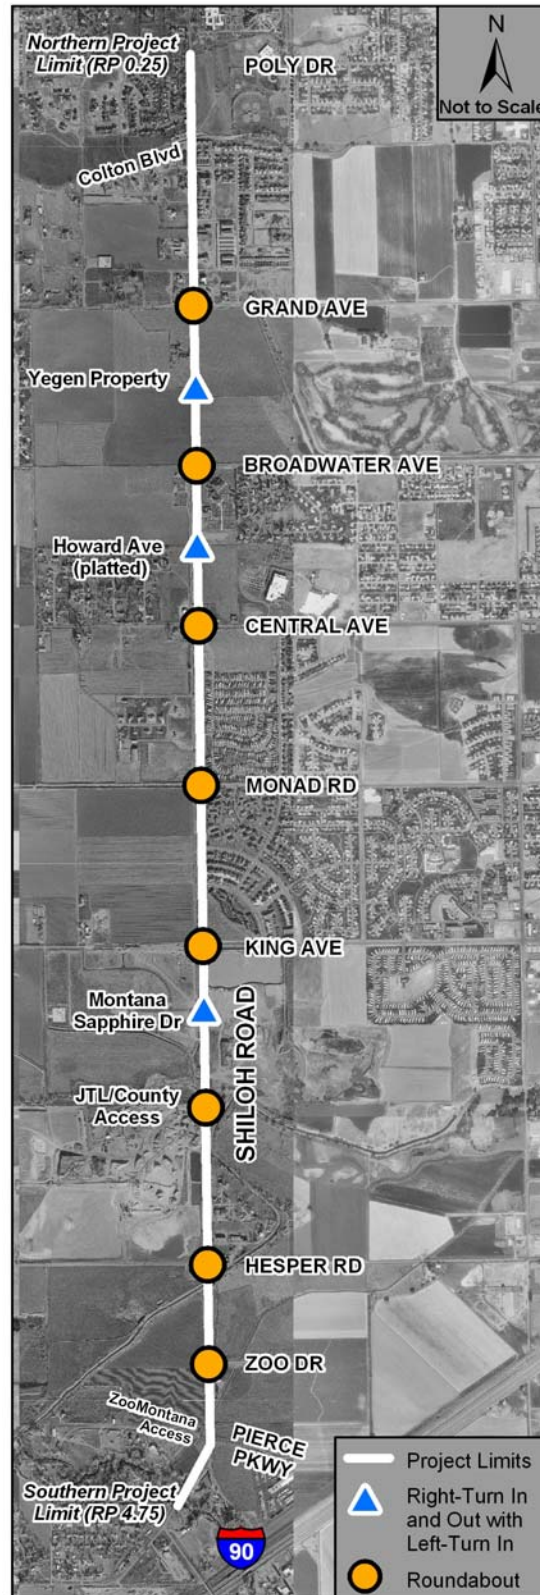 Northern Project
Limit (RP 0.25)
POLY DR
N
Not to Scale
Colton Blvd
GRAND AVE
Yegen Property
BROADWATER AVE
Howard Ave
(platted)
CENTRAL AVE
MONAD RD
KING AVE
Montana
Sapphire Dr
SHILOH ROAD
JTL/County
Access
HESPER RD
ZOO DR
ZooMontana
Access
PIERCE
PKWY
Southern Project
Limit (RP 4.75)
90
Project Limits
Right-Turn In
and Out with
Left-Turn In
Roundabout